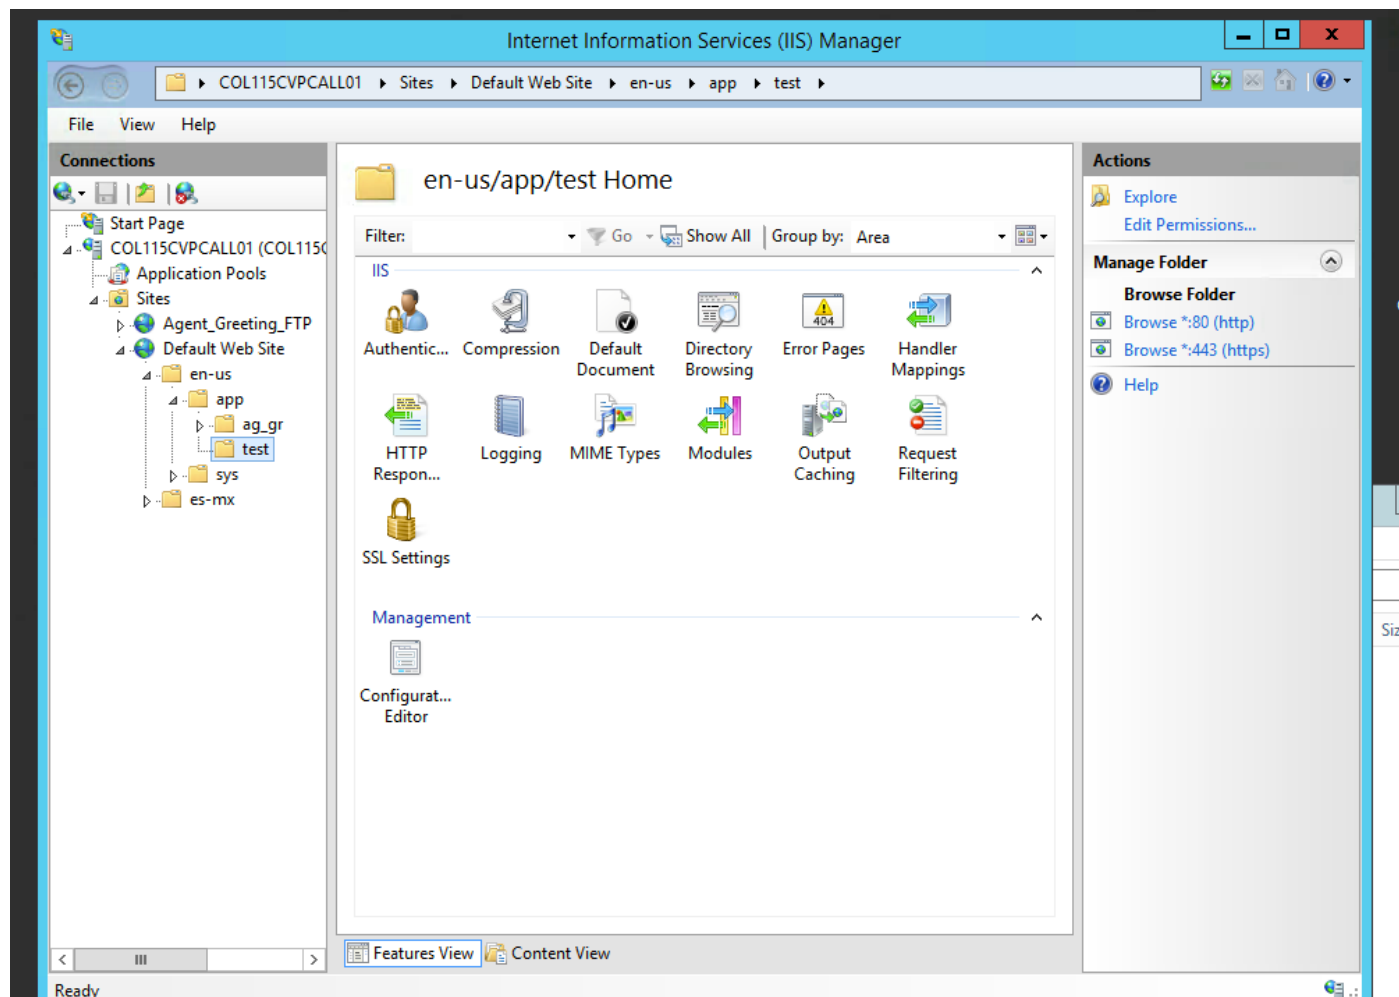 Internet Information Services (IIS) Manager
COL115CVPCALL01 Sites Default Web Site en-us app test
File View Help
Connections
Start Page
COL115CVPCALL01 (COL115C
Application Pools
Sites
Agent_Greeting_FTP
Default Web Site
en-us
app
ag_gr
test
sys
es-mx
en-us/app/test Home
Filter: Go Show All Group by: Area
IIS
Authentic... Compression Default Document Directory Browsing Error Pages Handler Mappings
404
HTTP Respon... Logging MIME Types Modules Output Caching Request Filtering
SSL Settings
Management
Configurat... Editor
Features View Content View
Actions
Explore
Edit Permissions...
Manage Folder
Browse Folder
Browse *:80 (http)
Browse *:443 (https)
Help
Ready
Siz